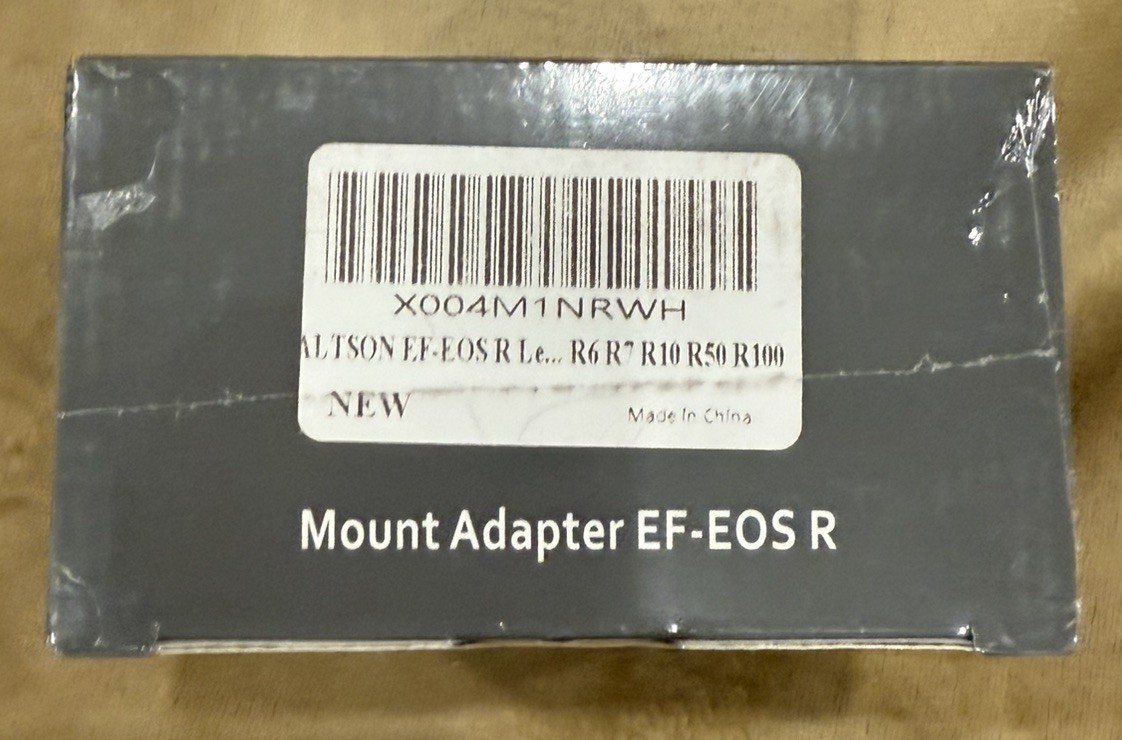 X004M1NRWH
ALTSON EF-EOS R Le... R6 R7 R10 R50 R100
NEW
Made in China
Mount Adapter EF-EOS R